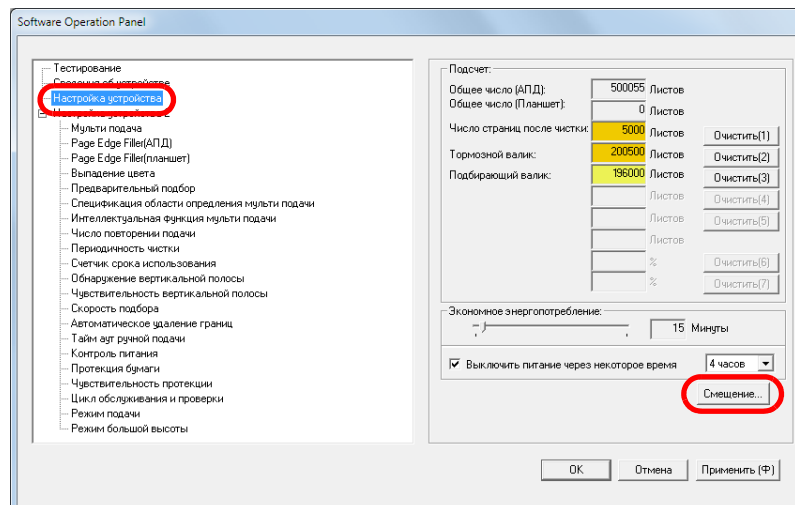 Software Operation Panel
Тестирование
Сведения об устройстве
Настройка устройства
Настройка устройства 2
Мульти подача
Page Edge Filler(АПД)
Page Edge Filler(планшет)
Выпадение цвета
Предварительный подбор
Спецификация области опредления мульти подачи
Интеллектуальная функция мульти подачи
Число повторении подачи
Периодичность чистки
Счетчик срока использования
Обнаружение вертикальной полосы
Чувствительность вертикальной полосы
Скорость подбора
Автоматическое удаление границ
Тайм аут ручной подачи
Контроль питания
Протекция бумаги
Чувствительность протекции
Цикл обслуживания и проверки
Режим подачи
Режим большой высоты
Подсчет:
Общее число (АПД): 500055 Листов
Общее число (Планшет): 0 Листов
Число страниц после чистки: 5000 Листов Очистить(1)
Тормозной валик: 200500 Листов Очистить(2)
Подбирающий валик: 196000 Листов Очистить(3)
Листов Очистить(4)
Листов Очистить(5)
Листов
% Очистить(6)
% Очистить(7)
Экономное энергопотребление:
15 Минуты
Выключить питание через некоторое время 4 часов
Смещение...
OK Отмена Применить (Ф)